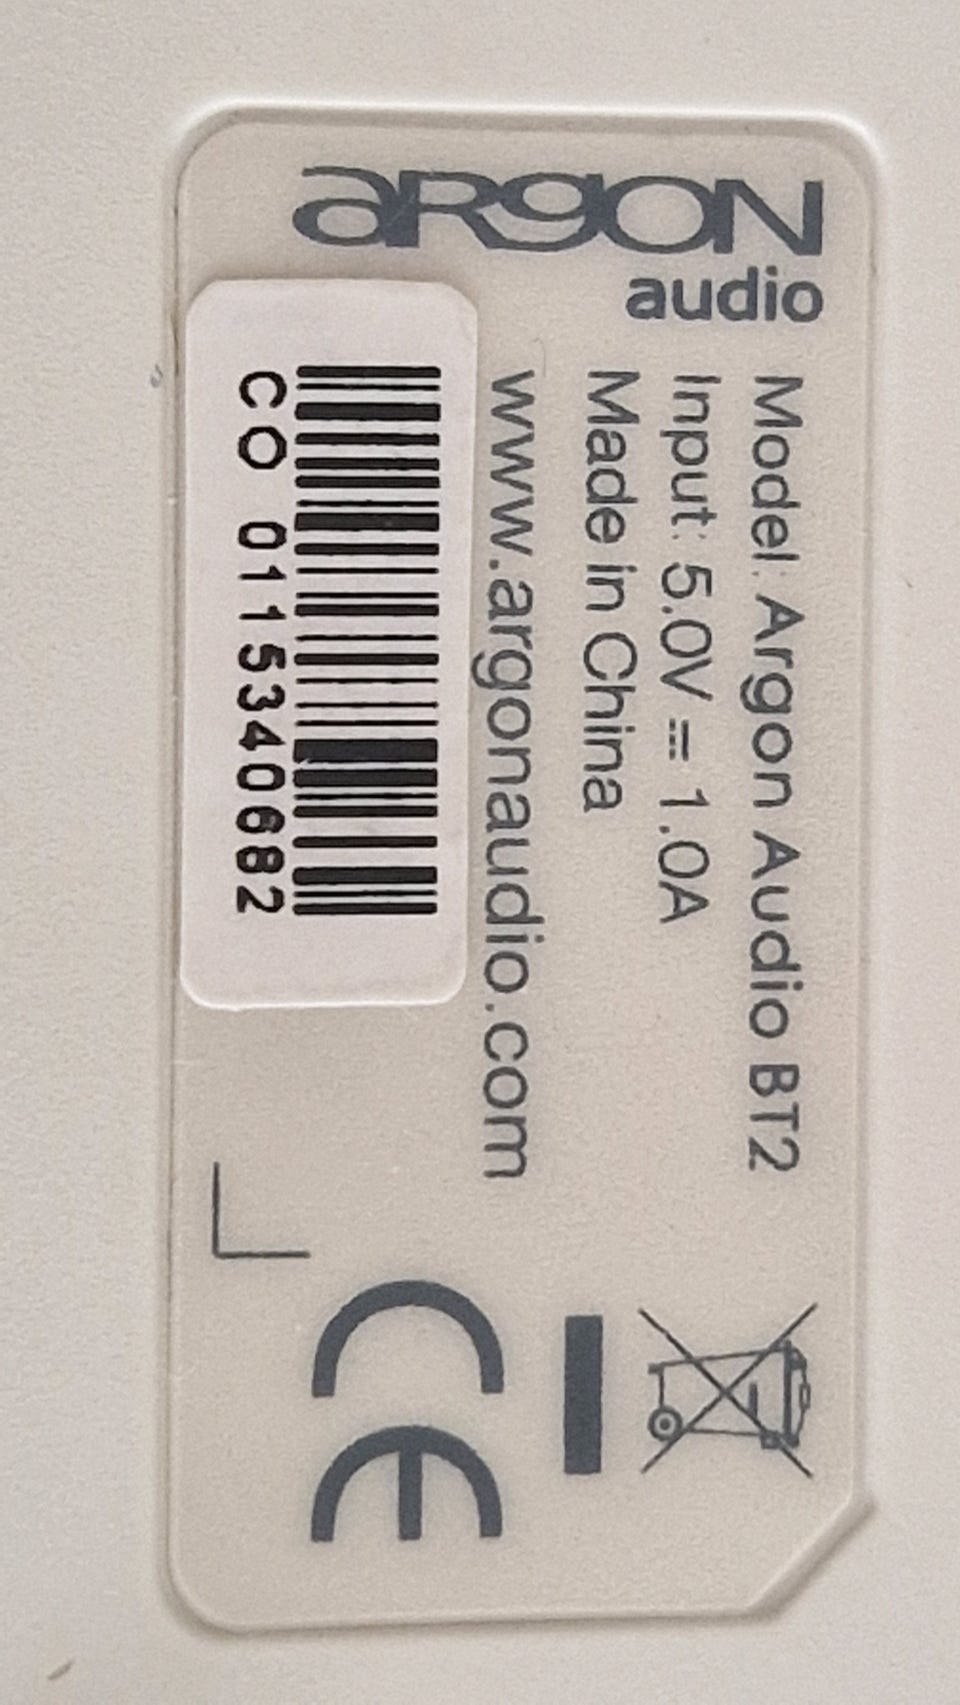 argon
audio
Model: Argon Audio BT2
Input: 5.0V ⎓ 1.0A
Made in China
www.argonaudio.com
CO 0115340682
CE